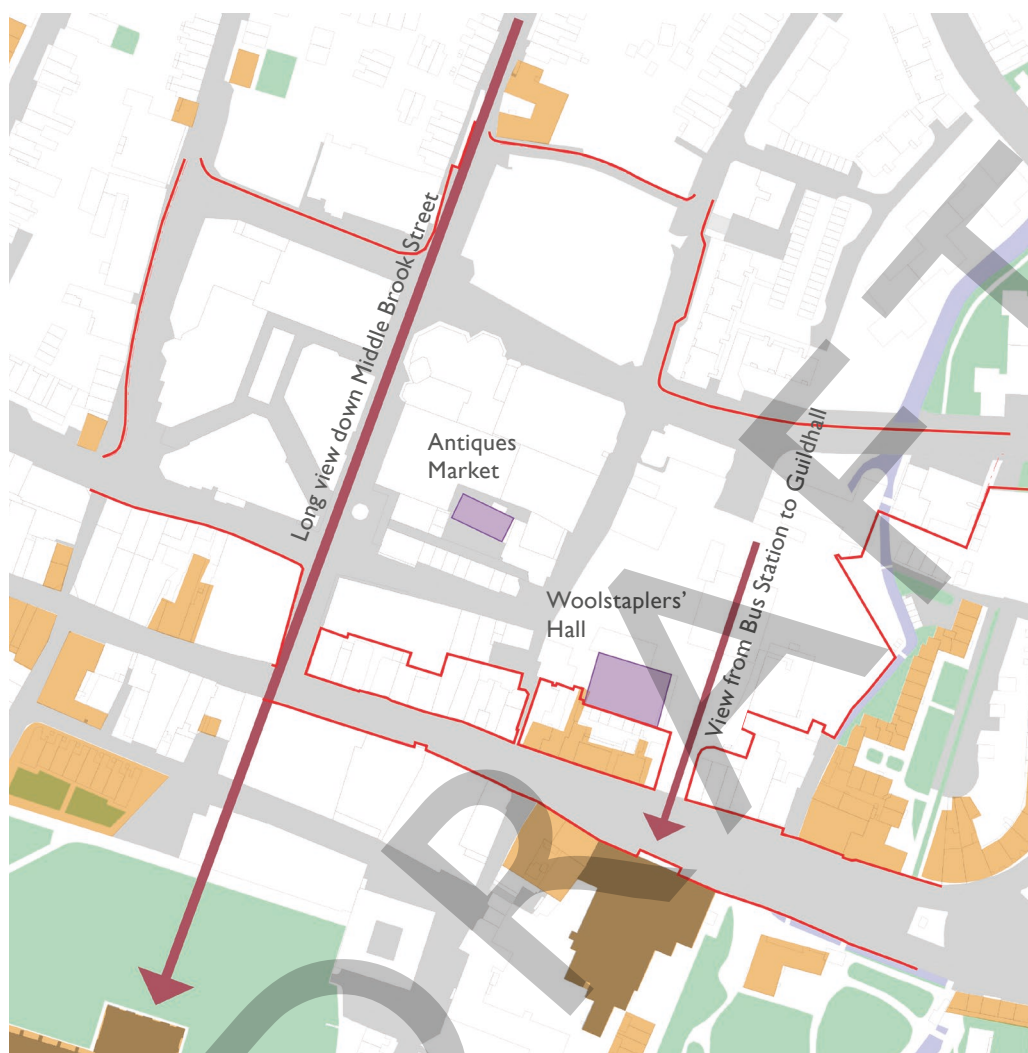 Long view down Middle Brook Street
Antiques
Market
Woolstaplers’
Hall
View from Bus Station to Guildhall